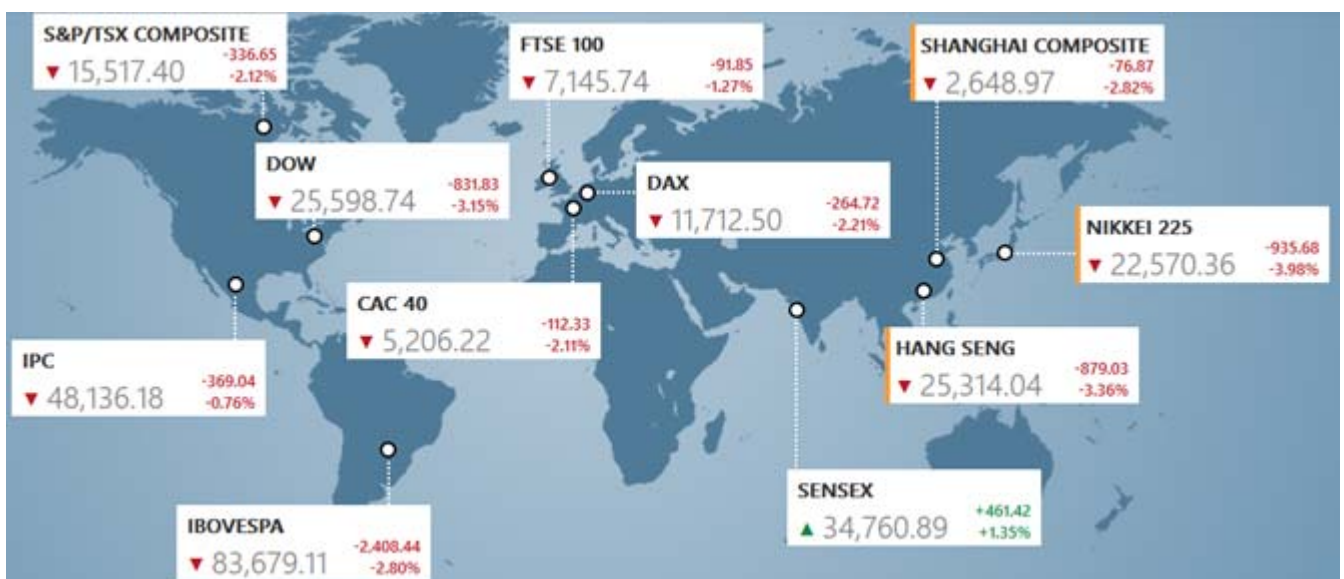 S&P/TSX COMPOSITE
▼ 15,517.40 -336.65
-2.12%
FTSE 100
▼ 7,145.74 -91.85
-1.27%
SHANGHAI COMPOSITE
▼ 2,648.97 -76.87
-2.82%
DOW
▼ 25,598.74 -831.83
-3.15%
DAX
▼ 11,712.50 -264.72
-2.21%
NIKKEI 225
▼ 22,570.36 -935.68
-3.98%
CAC 40
▼ 5,206.22 -112.33
-2.11%
IPC
▼ 48,136.18 -369.04
-0.76%
HANG SENG
▼ 25,314.04 -879.03
-3.36%
SENSEX
▲ 34,760.89 +461.42
+1.35%
IBOVESPA
▼ 83,679.11 -2,408.44
-2.80%